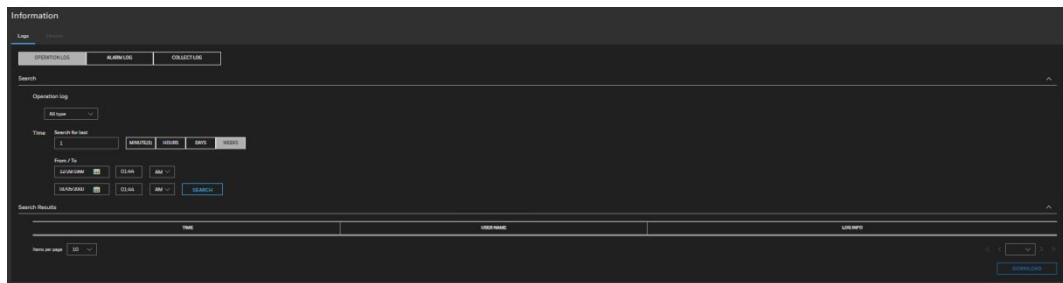 Information
Logs
OPERATION LOG ALARM LOG COLLECT LOG
Search
Operation log
All type
Time Search for last
1 MINUTE(S) HOURS DAYS WEEKS
From / To
01:44 AM
01:44 AM SEARCH
Search Results
TIME USER NAME LOG INFO
Items per page 10
DOWNLOAD